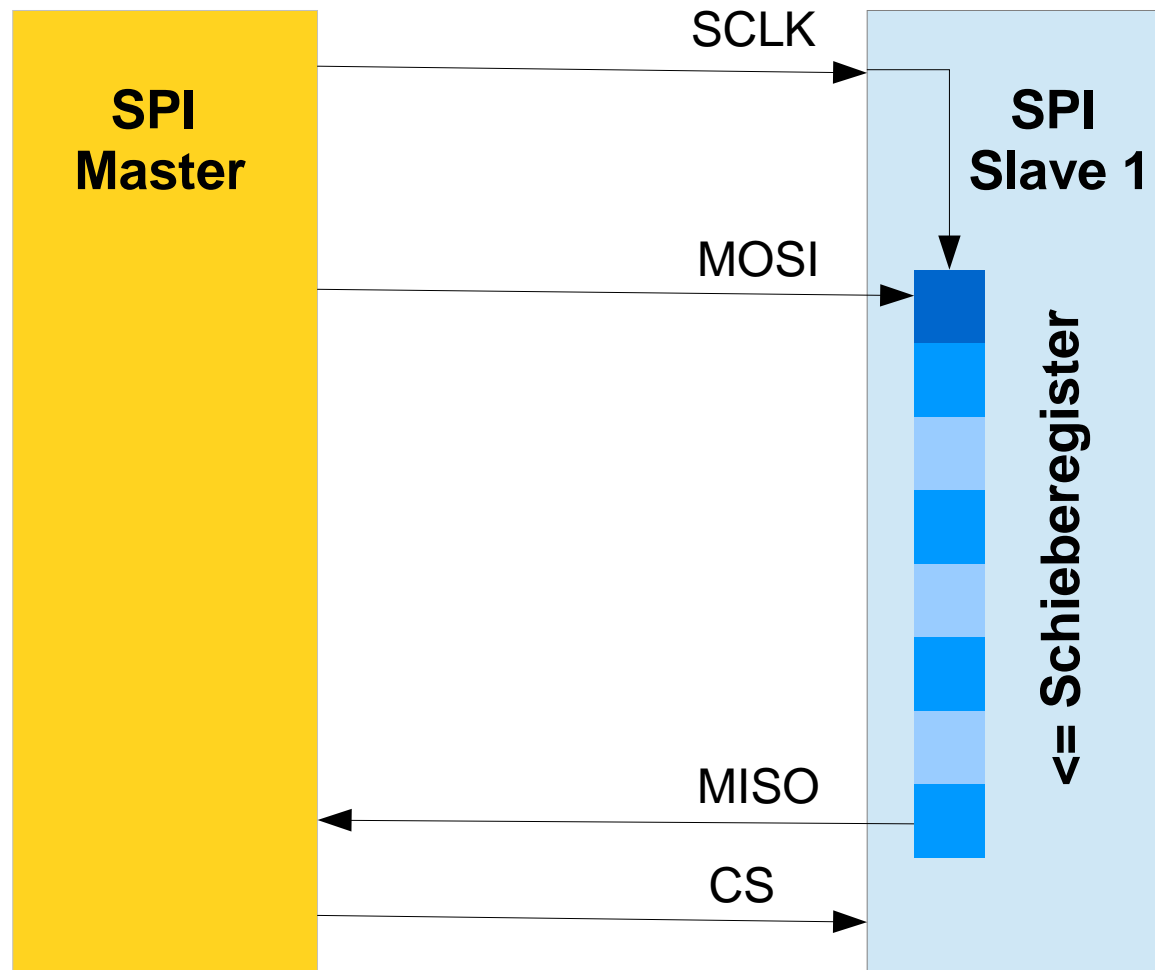 SCLK
SPI
Master
SPI
Slave 1
MOSI
<= Schieberegister
MISO
CS